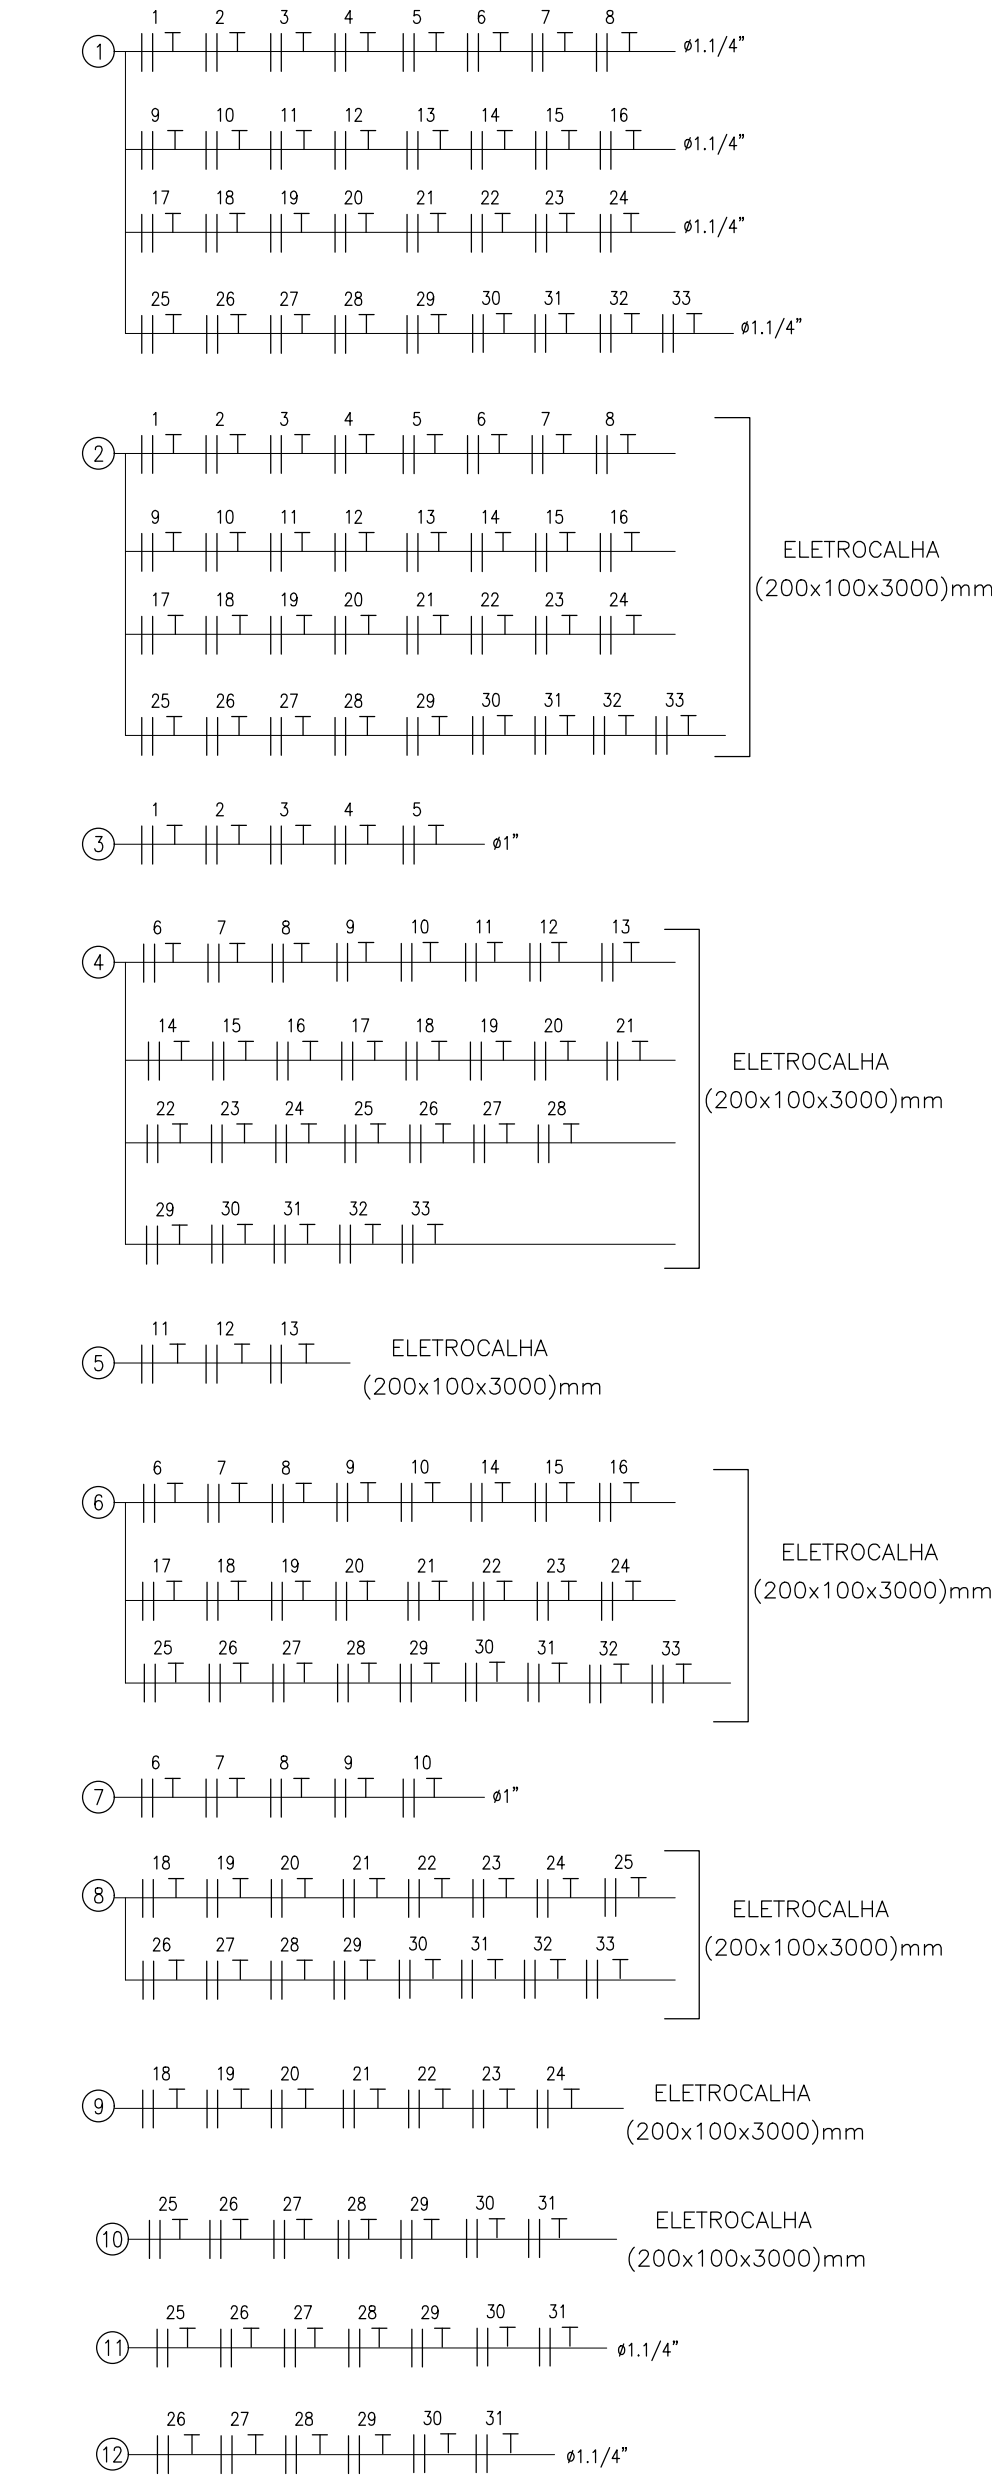 1 2 3 4 5 6 7 8
1 ø1.1/4"
9 10 11 12 13 14 15 16
ø1.1/4"
17 18 19 20 21 22 23 24
ø1.1/4"
25 26 27 28 29 30 31 32 33
ø1.1/4"
1 2 3 4 5 6 7 8
2
9 10 11 12 13 14 15 16
ELETROCALHA
(200x100x3000)mm
17 18 19 20 21 22 23 24
25 26 27 28 29 30 31 32 33
1 2 3 4 5
3 ø1"
6 7 8 9 10 11 12 13
4
14 15 16 17 18 19 20 21
ELETROCALHA
(200x100x3000)mm
22 23 24 25 26 27 28
29 30 31 32 33
11 12 13
5 ELETROCALHA
(200x100x3000)mm
6 7 8 9 10 14 15 16
6
ELETROCALHA
17 18 19 20 21 22 23 24
(200x100x3000)mm
25 26 27 28 29 30 31 32 33
6 7 8 9 10
7 ø1"
18 19 20 21 22 23 24 25
8
ELETROCALHA
26 27 28 29 30 31 32 33
(200x100x3000)mm
18 19 20 21 22 23 24
9 ELETROCALHA
(200x100x3000)mm
25 26 27 28 29 30 31
10 ELETROCALHA
(200x100x3000)mm
25 26 27 28 29 30 31
11 ø1.1/4"
26 27 28 29 30 31
12 ø1.1/4"